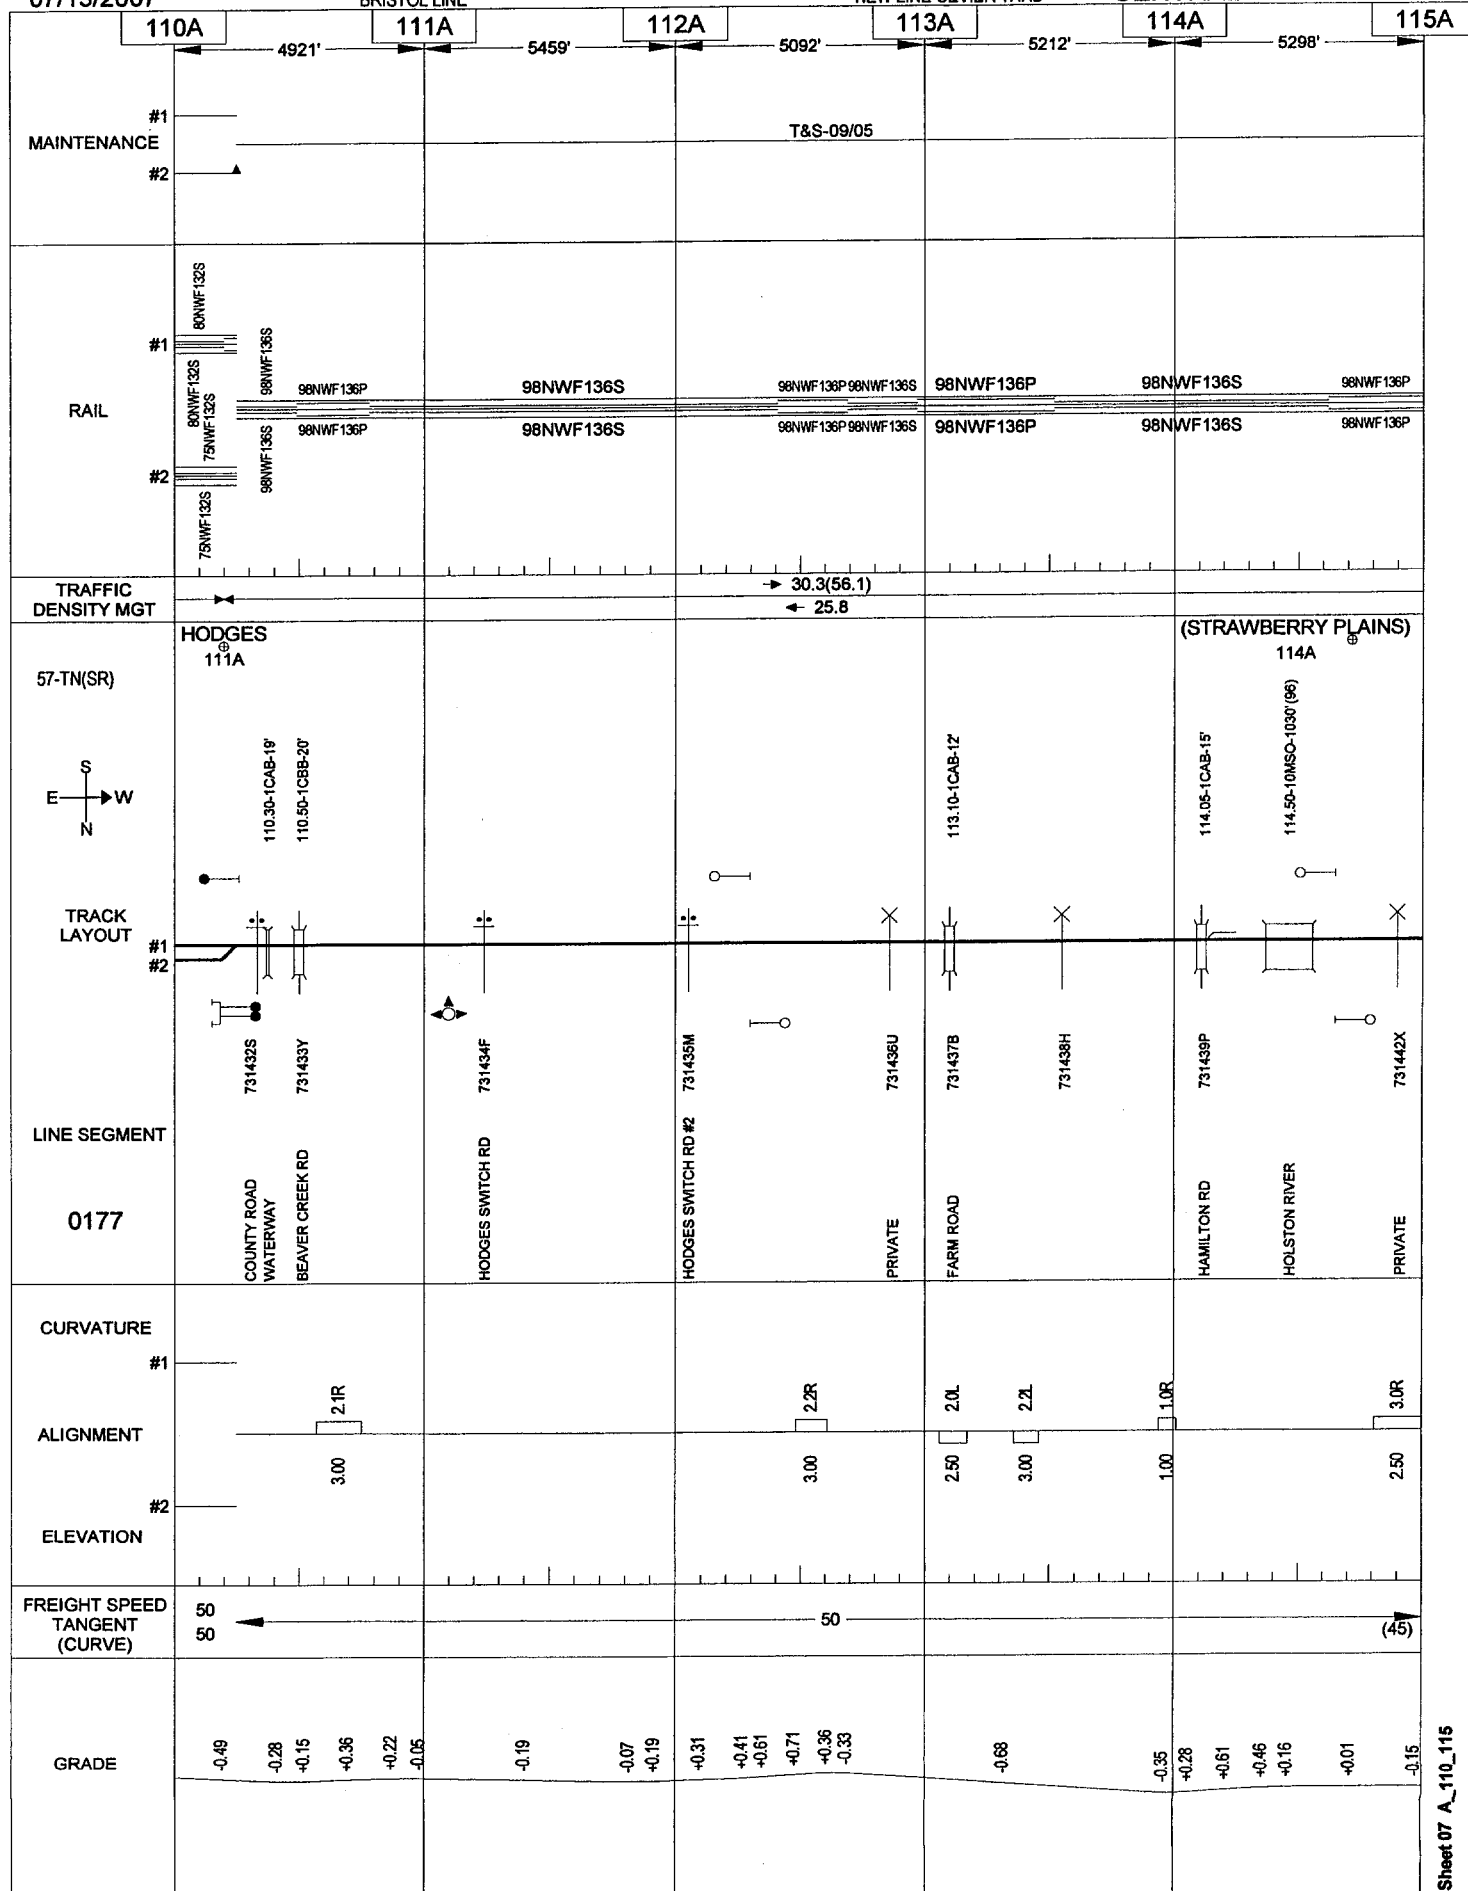 07/13/2007
BRISTOL LINE
110A
111A
112A
113A
114A
115A
4921'
5459'
5092'
5212'
5298'
MAINTENANCE
#1
#2
T&S-09/05
RAIL
#1
#2
80NWF132S
80NWF132S
75NWF132S
75NWF132S
98NWF136S
98NWF136S
98NWF136P
98NWF136S
98NWF136P
98NWF136S
98NWF136P
98NWF136S
98NWF136P
98NWF136P
98NWF136S
98NWF136P
98NWF136S
98NWF136P
98NWF136S
98NWF136P
TRAFFIC
DENSITY MGT
30.3(56.1)
25.8
HODGES
111A
(STRAWBERRY PLAINS)
114A
57-TN(SR)
S
E
W
N
110.30-1CAB-19'
110.50-1CBB-20'
113.10-1CAB-12'
114.05-1CAB-15'
114.50-10MSO-1030'(96)
TRACK
LAYOUT
#1
#2
731432S
731433Y
731434F
731435M
731436U
731437B
731438H
731439P
731442X
LINE SEGMENT
0177
COUNTY ROAD
WATERWAY
BEAVER CREEK RD
HODGES SWITCH RD
HODGES SWITCH RD #2
PRIVATE
FARM ROAD
HAMILTON RD
HOLSTON RIVER
PRIVATE
CURVATURE
#1
ALIGNMENT
#2
ELEVATION
2.1R
2.2R
2.0L
2.2L
1.0R
3.0R
3.00
3.00
2.50
3.00
1.00
2.50
FREIGHT SPEED
TANGENT
(CURVE)
50
50
50
(45)
GRADE
-0.49
-0.28
+0.15
+0.36
+0.22
-0.05
-0.19
-0.07
+0.19
+0.31
+0.41
+0.61
+0.71
+0.36
-0.33
-0.68
-0.35
+0.28
+0.61
+0.46
+0.16
+0.01
-0.15
Sheet 07 A_110_115